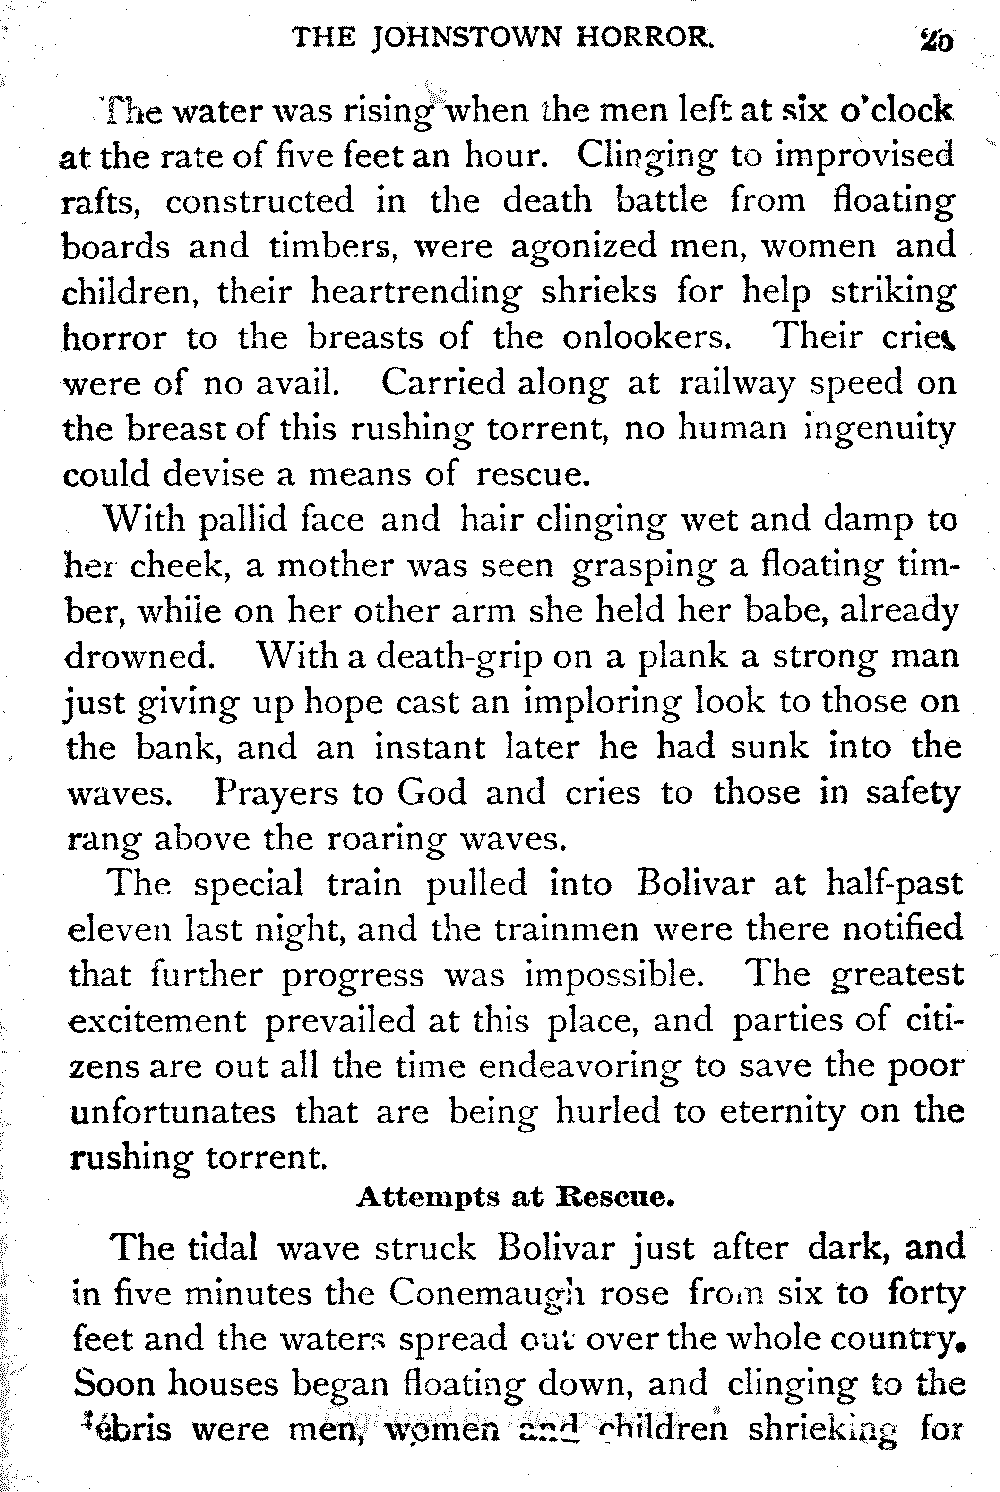 THE JOHNSTOWN HORROR.
The water was rising when the men left at six o'clock
at the rate of five feet an hour. Clinging to improvised
rafts, constructed in the death battle from floating
boards and timbers, were agonized men, women and
children, their heartrending shrieks for help striking
horror to the breasts of the onlookers. Their cries
were of no avail. Carried along at railway speed on
the breast of this rushing torrent, no human ingenuity
could devise a means of rescue.
With pallid face and hair clinging wet and damp to
her cheek, a mother was seen grasping a floating tim-
ber, while on her other arm she held her babe, already
drowned. With a death-grip on a plank a strong man
just giving up hope cast an imploring look to those on
the bank, and an instant later he had sunk into the
waves. Prayers to God and cries to those in safety
rang above the roaring waves.
The special train pulled into Bolivar at half-past
eleven last night, and the trainmen were there notified
that further progress was impossible. The greatest
excitement prevailed at this place, and parties of citi-
zens are out all the time endeavoring to save the poor
unfortunates that are being hurled to eternity on the
rushing torrent.
Attempts at Rescue.
The tidal wave struck Bolivar just after dark, and
in five minutes the Conemaugh rose from six to forty
feet and the waters spread out over the whole country.
Soon houses began floating down, and clinging to the
débris were men, women and children shrieking for